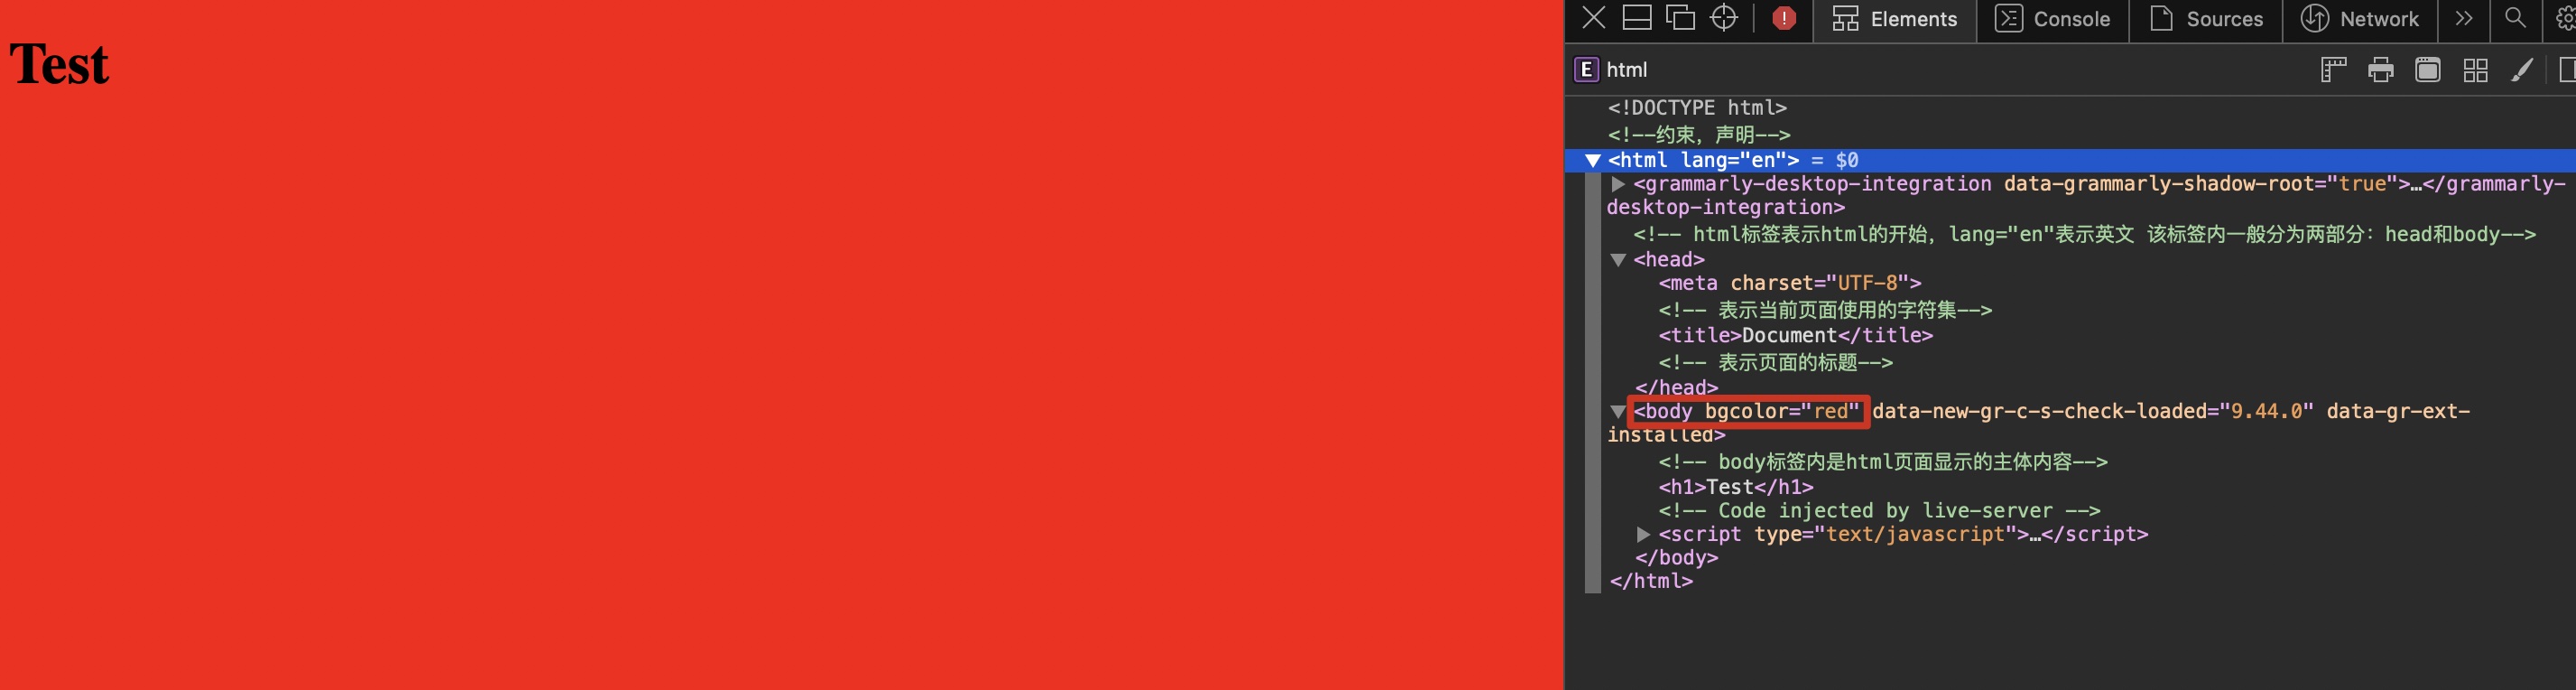 Test
Elements
Console
Sources
Network
E html
<!DOCTYPE html>
<!--约束，声明-->
<html lang="en"> = $0
<grammarly-desktop-integration data-grammarly-shadow-root="true">…</grammarly-
desktop-integration>
<!-- html标签表示html的开始，lang="en"表示英文 该标签内一般分为两部分：head和body-->
<head>
<meta charset="UTF-8">
<!-- 表示当前页面使用的字符集-->
<title>Document</title>
<!-- 表示页面的标题-->
</head>
<body bgcolor="red" data-new-gr-c-s-check-loaded="9.44.0" data-gr-ext-
installed>
<!-- body标签内是html页面显示的主体内容-->
<h1>Test</h1>
<!-- Code injected by live-server -->
<script type="text/javascript">…</script>
</body>
</html>